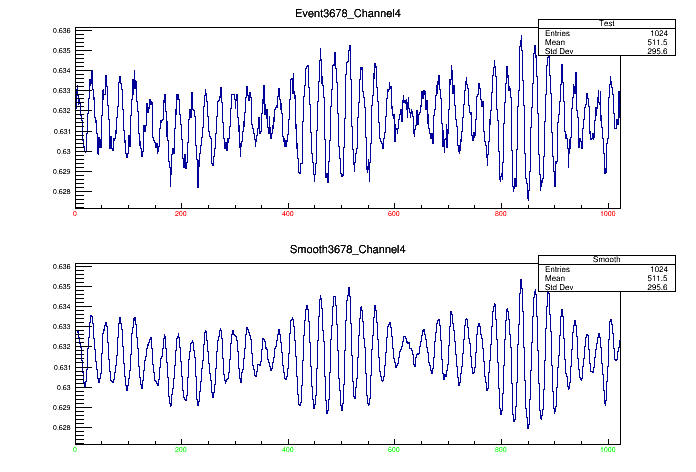 Event3678_Channel4
Test
Entries 1024
Mean 511.5
Std Dev 295.6
0.636
0.635
0.634
0.633
0.632
0.631
0.63
0.629
0.628
0 200 400 600 800 1000
Smooth3678_Channel4
Smooth
Entries 1024
Mean 511.5
Std Dev 295.6
0.636
0.635
0.634
0.633
0.632
0.631
0.63
0.629
0.628
0 200 400 600 800 1000